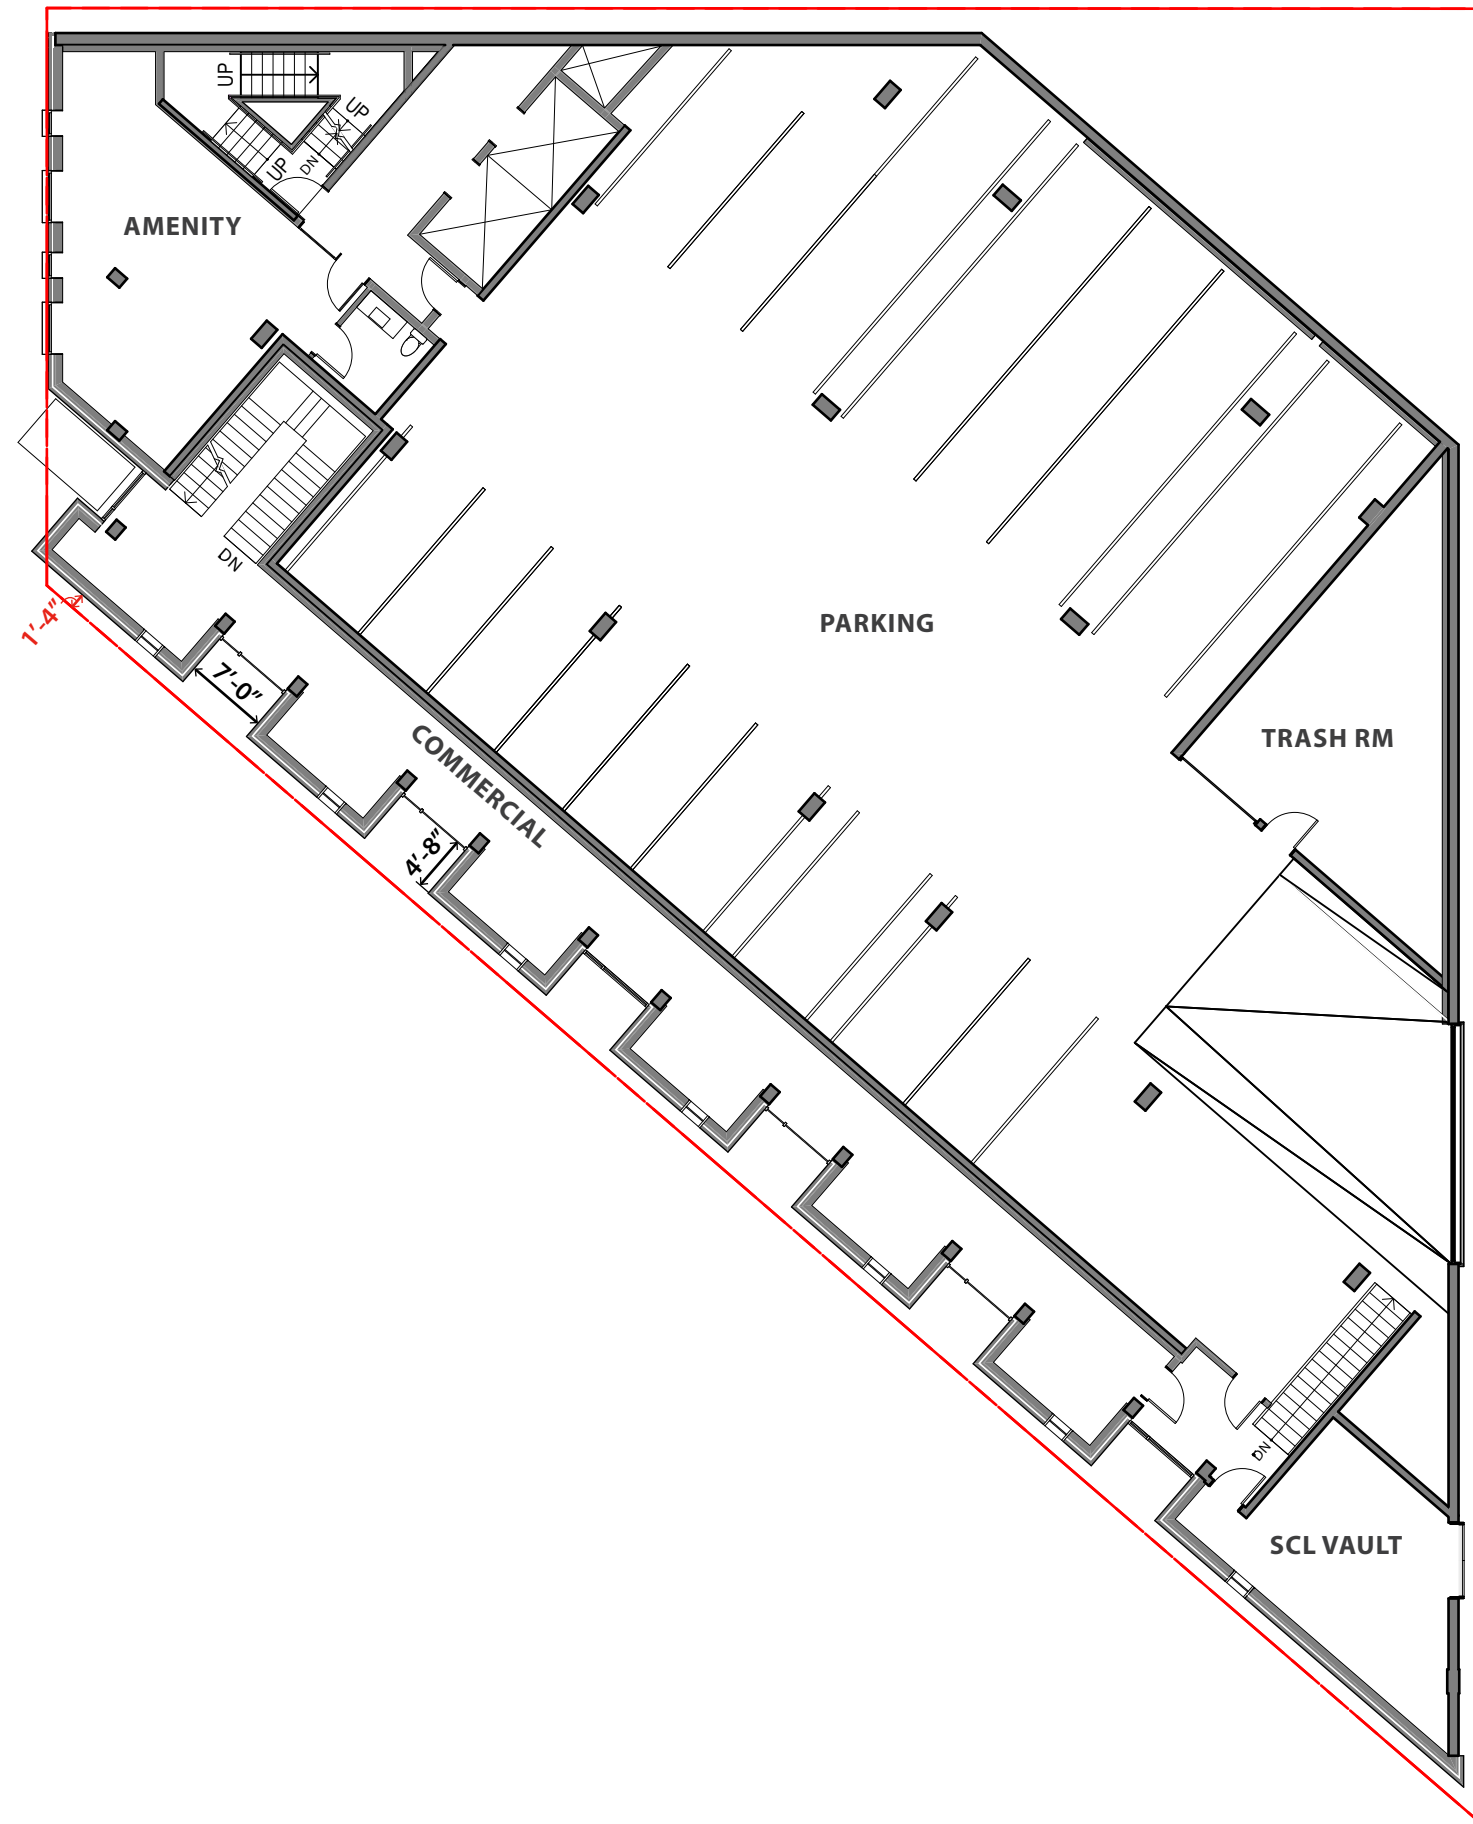 UP
UP
UP
DN
AMENITY
DN
1'-4"
7'-0"
COMMERCIAL
4'-8"
PARKING
TRASH RM
DN
SCL VAULT